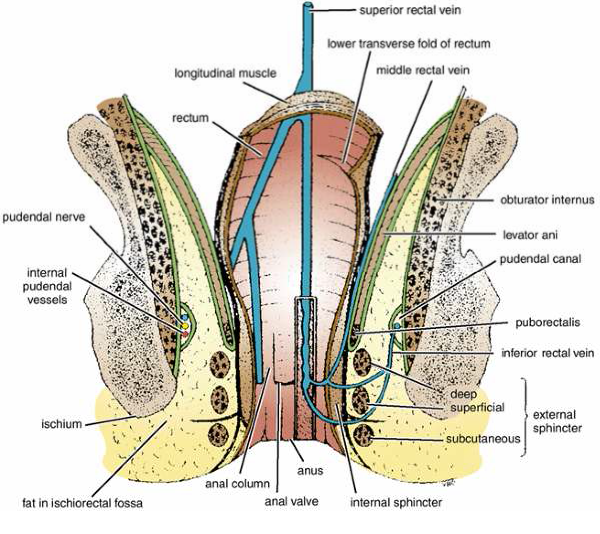 superior rectal vein
lower transverse fold of rectum
longitudinal muscle
middle rectal vein
rectum
obturator internus
pudendal nerve
levator ani
pudendal canal
internal
pudendal
vessels
puborectalis
inferior rectal vein
deep
superficial
external
sphincter
ischium
subcutaneous
anus
anal column
fat in ischiorectal fossa
anal valve
internal sphincter